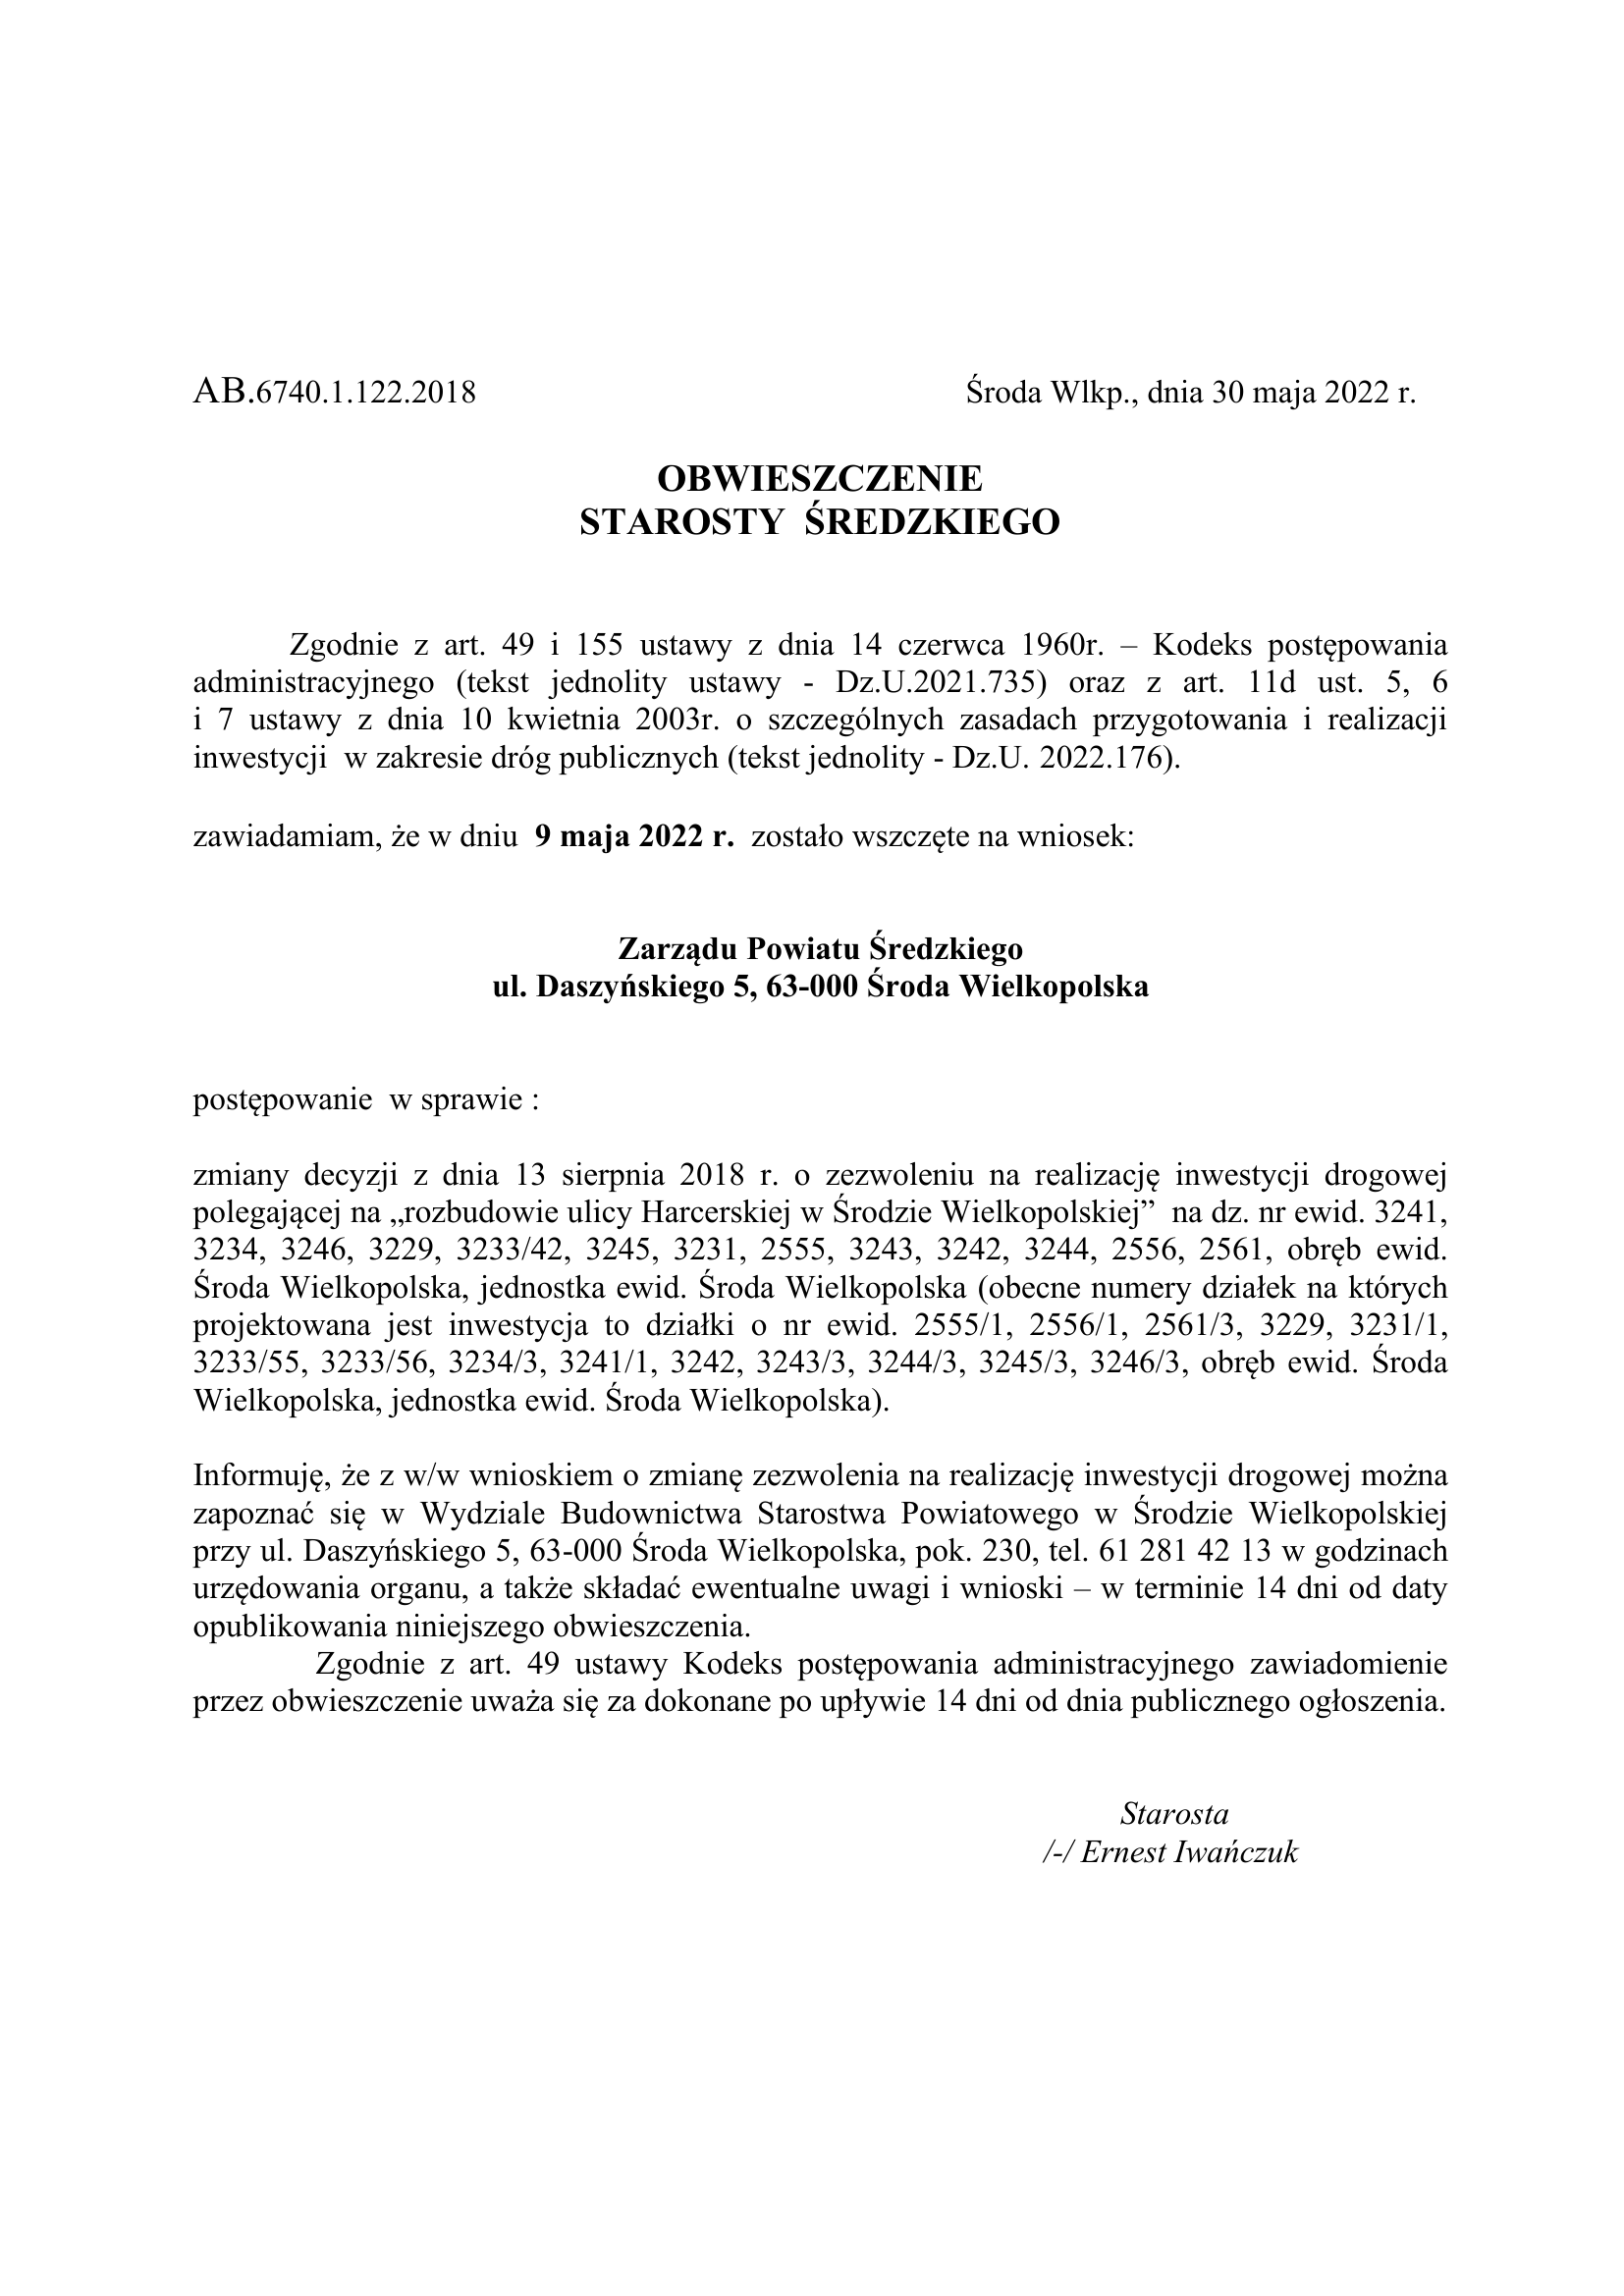 AB.6740.1.122.2018 Środa Wlkp., dnia 30 maja 2022 r.
OBWIESZCZENIE
STAROSTY ŚREDZKIEGO
Zgodnie z art. 49 i 155 ustawy z dnia 14 czerwca 1960r. – Kodeks postępowania
administracyjnego (tekst jednolity ustawy - Dz.U.2021.735) oraz z art. 11d ust. 5, 6
i 7 ustawy z dnia 10 kwietnia 2003r. o szczególnych zasadach przygotowania i realizacji
inwestycji w zakresie dróg publicznych (tekst jednolity - Dz.U. 2022.176).
zawiadamiam, że w dniu 9 maja 2022 r. zostało wszczęte na wniosek:
Zarządu Powiatu Średzkiego
ul. Daszyńskiego 5, 63-000 Środa Wielkopolska
postępowanie w sprawie :
zmiany decyzji z dnia 13 sierpnia 2018 r. o zezwoleniu na realizację inwestycji drogowej
polegającej na „rozbudowie ulicy Harcerskiej w Środzie Wielkopolskiej” na dz. nr ewid. 3241,
3234, 3246, 3229, 3233/42, 3245, 3231, 2555, 3243, 3242, 3244, 2556, 2561, obręb ewid.
Środa Wielkopolska, jednostka ewid. Środa Wielkopolska (obecne numery działek na których
projektowana jest inwestycja to działki o nr ewid. 2555/1, 2556/1, 2561/3, 3229, 3231/1,
3233/55, 3233/56, 3234/3, 3241/1, 3242, 3243/3, 3244/3, 3245/3, 3246/3, obręb ewid. Środa
Wielkopolska, jednostka ewid. Środa Wielkopolska).
Informuję, że z w/w wnioskiem o zmianę zezwolenia na realizację inwestycji drogowej można
zapoznać się w Wydziale Budownictwa Starostwa Powiatowego w Środzie Wielkopolskiej
przy ul. Daszyńskiego 5, 63-000 Środa Wielkopolska, pok. 230, tel. 61 281 42 13 w godzinach
urzędowania organu, a także składać ewentualne uwagi i wnioski – w terminie 14 dni od daty
opublikowania niniejszego obwieszczenia.
Zgodnie z art. 49 ustawy Kodeks postępowania administracyjnego zawiadomienie
przez obwieszczenie uważa się za dokonane po upływie 14 dni od dnia publicznego ogłoszenia.
Starosta
/-/ Ernest Iwańczuk